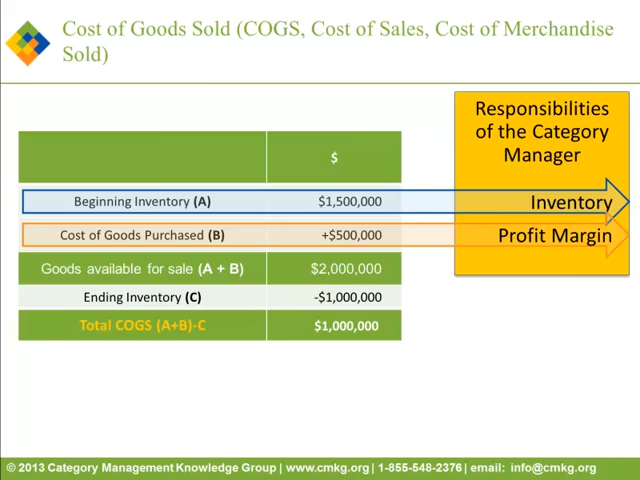 Cost of Goods Sold (COGS, Cost of Sales, Cost of Merchandise
Sold)
Responsibilities
of the Category
Manager
$
Beginning Inventory (A) $1,500,000 Inventory
Cost of Goods Purchased (B) +$500,000 Profit Margin
Goods available for sale (A + B) $2,000,000
Ending Inventory (C) -$1,000,000
Total COGS (A+B)-C $1,000,000
© 2013 Category Management Knowledge Group | www.cmkg.org | 1-855-548-2376 | email: info@cmkg.org